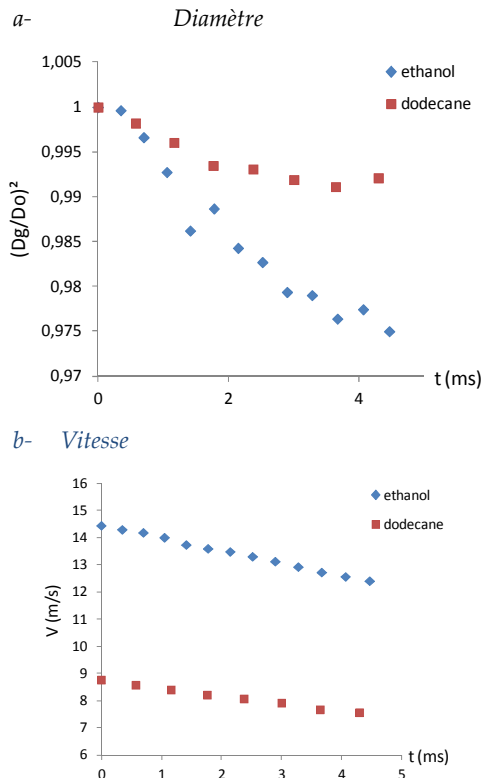 a- Diamètre
1,005
1
0,995
0,99
0,985
0,98
0,975
0,97
(Dg/Do)²
ethanol
dodecane
0 2 4
t (ms)
b- Vitesse
16
15
14
13
12
11
10
9
8
7
6
V (m/s)
ethanol
dodecane
0 1 2 3 4 5
t (ms)